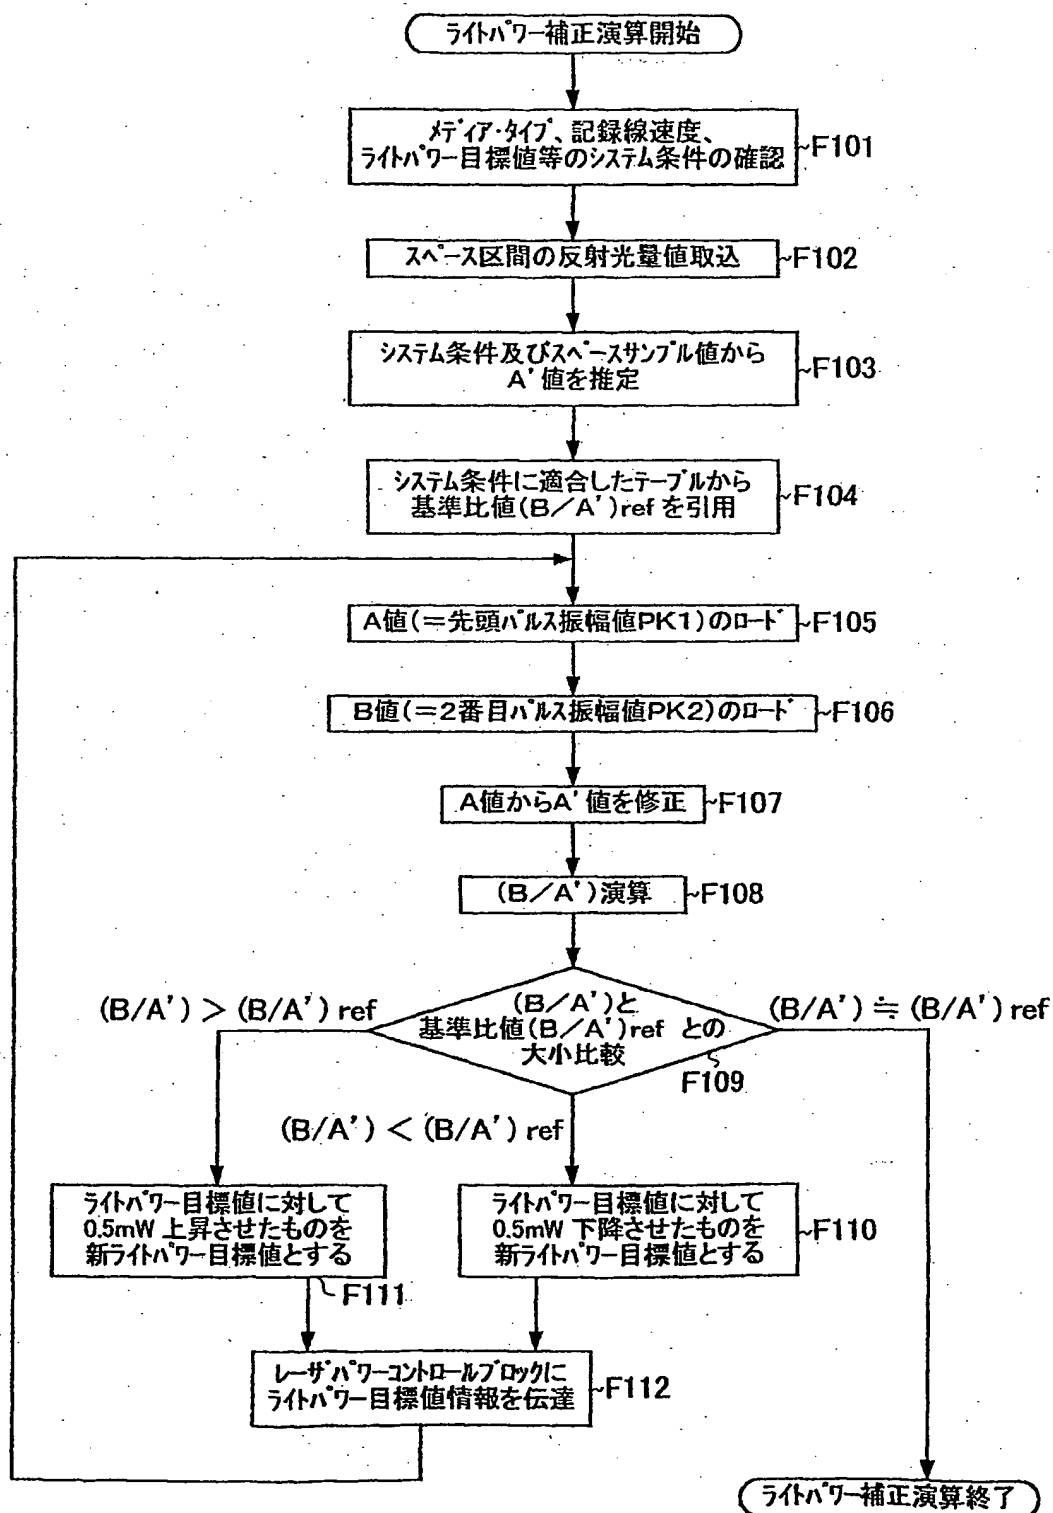 ライトパワー補正演算開始
メディア・タイプ、記録線速度、
ライトパワー目標値等のシステム条件の確認
~F101
スペース区間の反射光量値取込
~F102
システム条件及びスペースサンプル値から
A'値を推定
~F103
システム条件に適合したテーブルから
基準比値(B/A')refを引用
~F104
A値(=先頭パルス振幅値PK1)のロード
~F105
B値(=2番目パルス振幅値PK2)のロード
~F106
A値からA'値を修正
~F107
(B/A')演算
~F108
(B/A')と
基準比値(B/A')ref との
大小比較
F109
(B/A') > (B/A') ref
(B/A') ≒ (B/A') ref
(B/A') < (B/A') ref
ライトパワー目標値に対して
0.5mW 上昇させたものを
新ライトパワー目標値とする
F111
ライトパワー目標値に対して
0.5mW 下降させたものを
新ライトパワー目標値とする
~F110
レーザパワーコントロールブロックに
ライトパワー目標値情報を伝達
~F112
ライトパワー補正演算終了